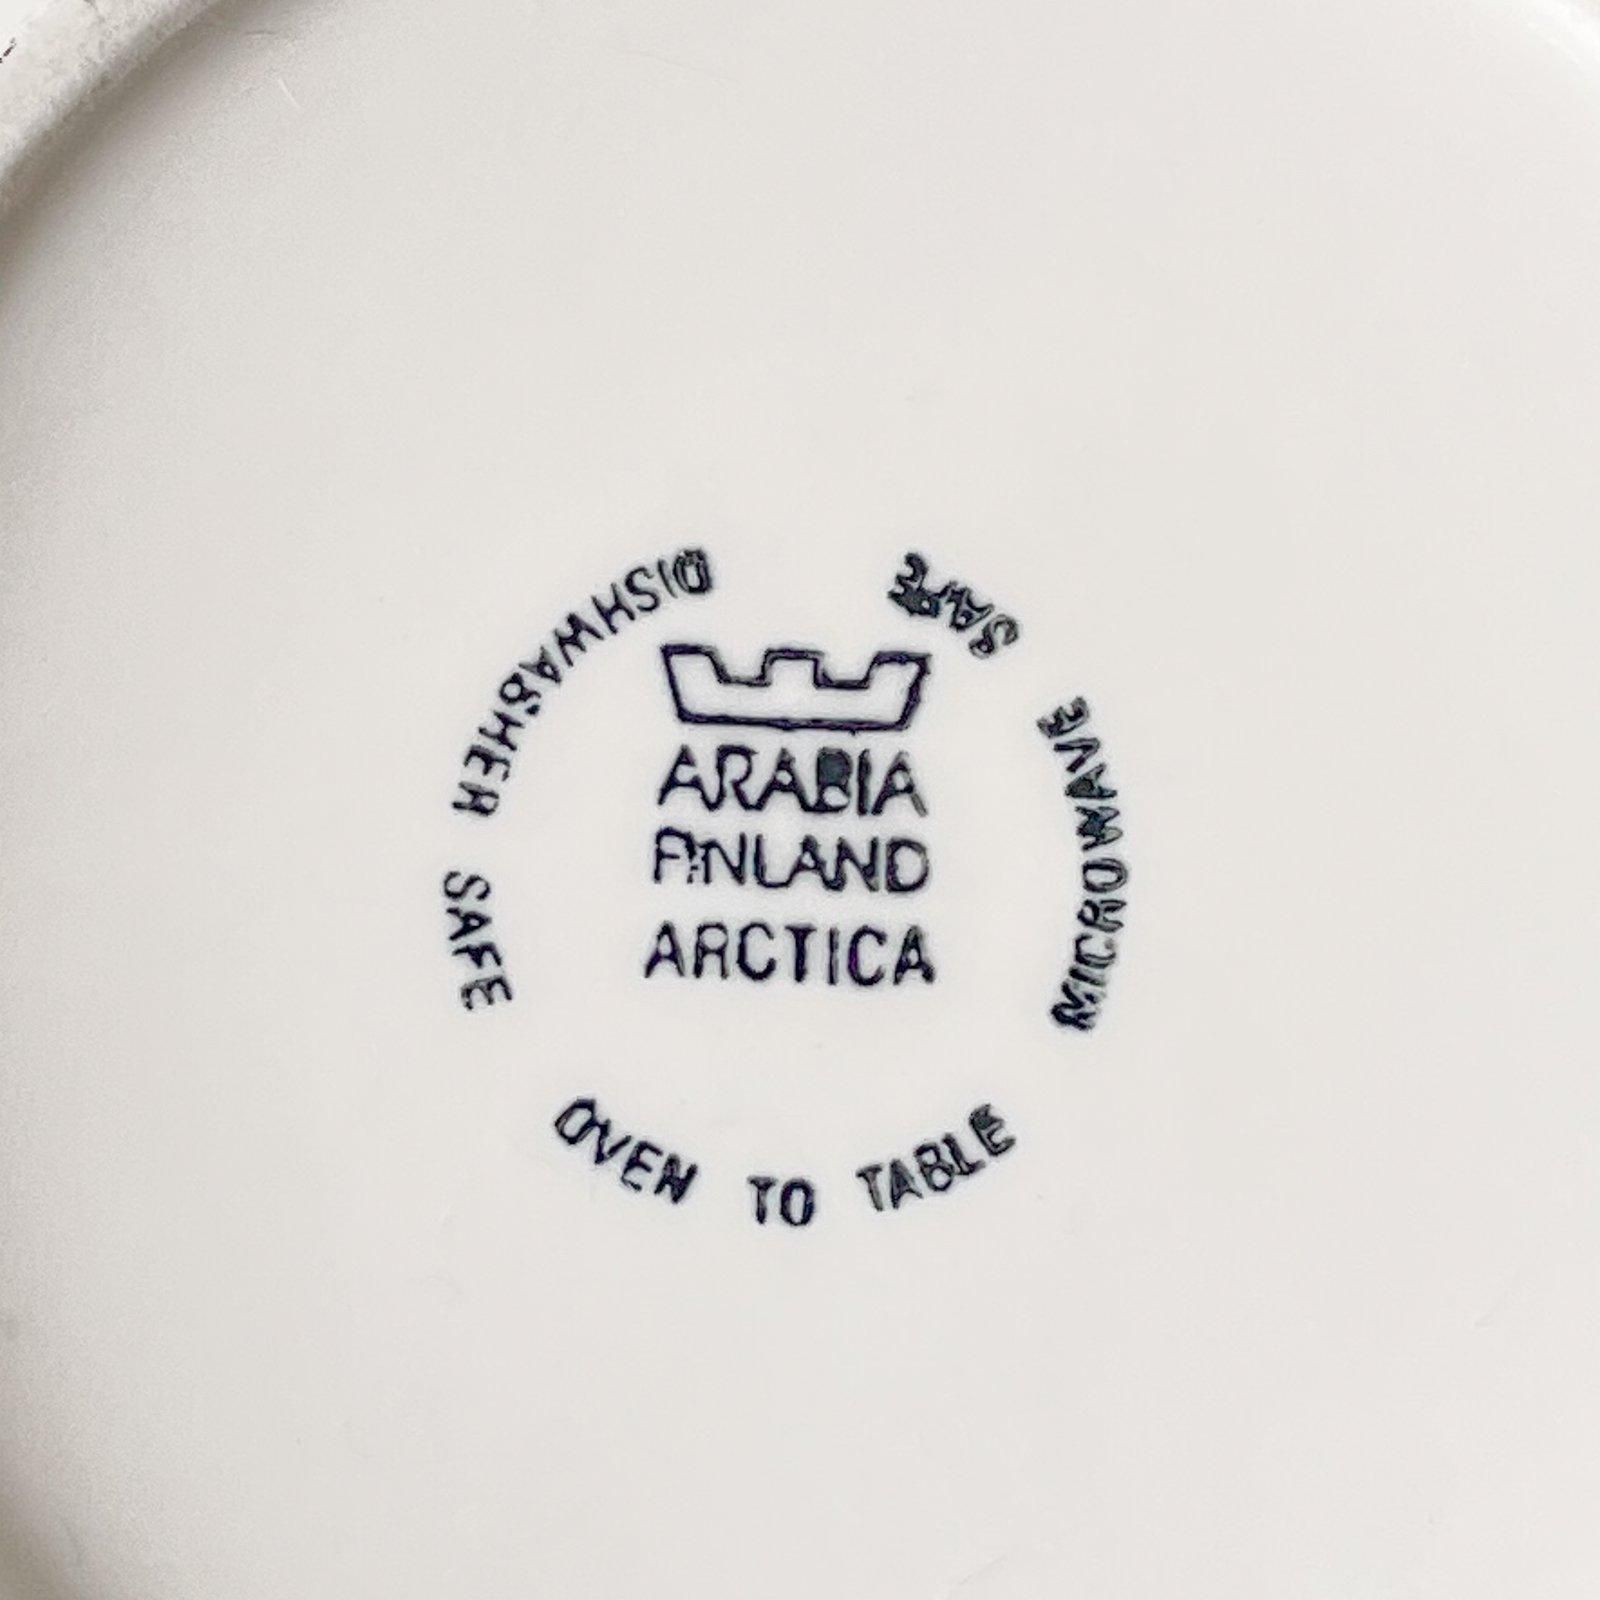 ARABIA
FINLAND
ARCTICA
DISHWASHER SAFE OVEN TO TABLE MICROWAVE SAFE